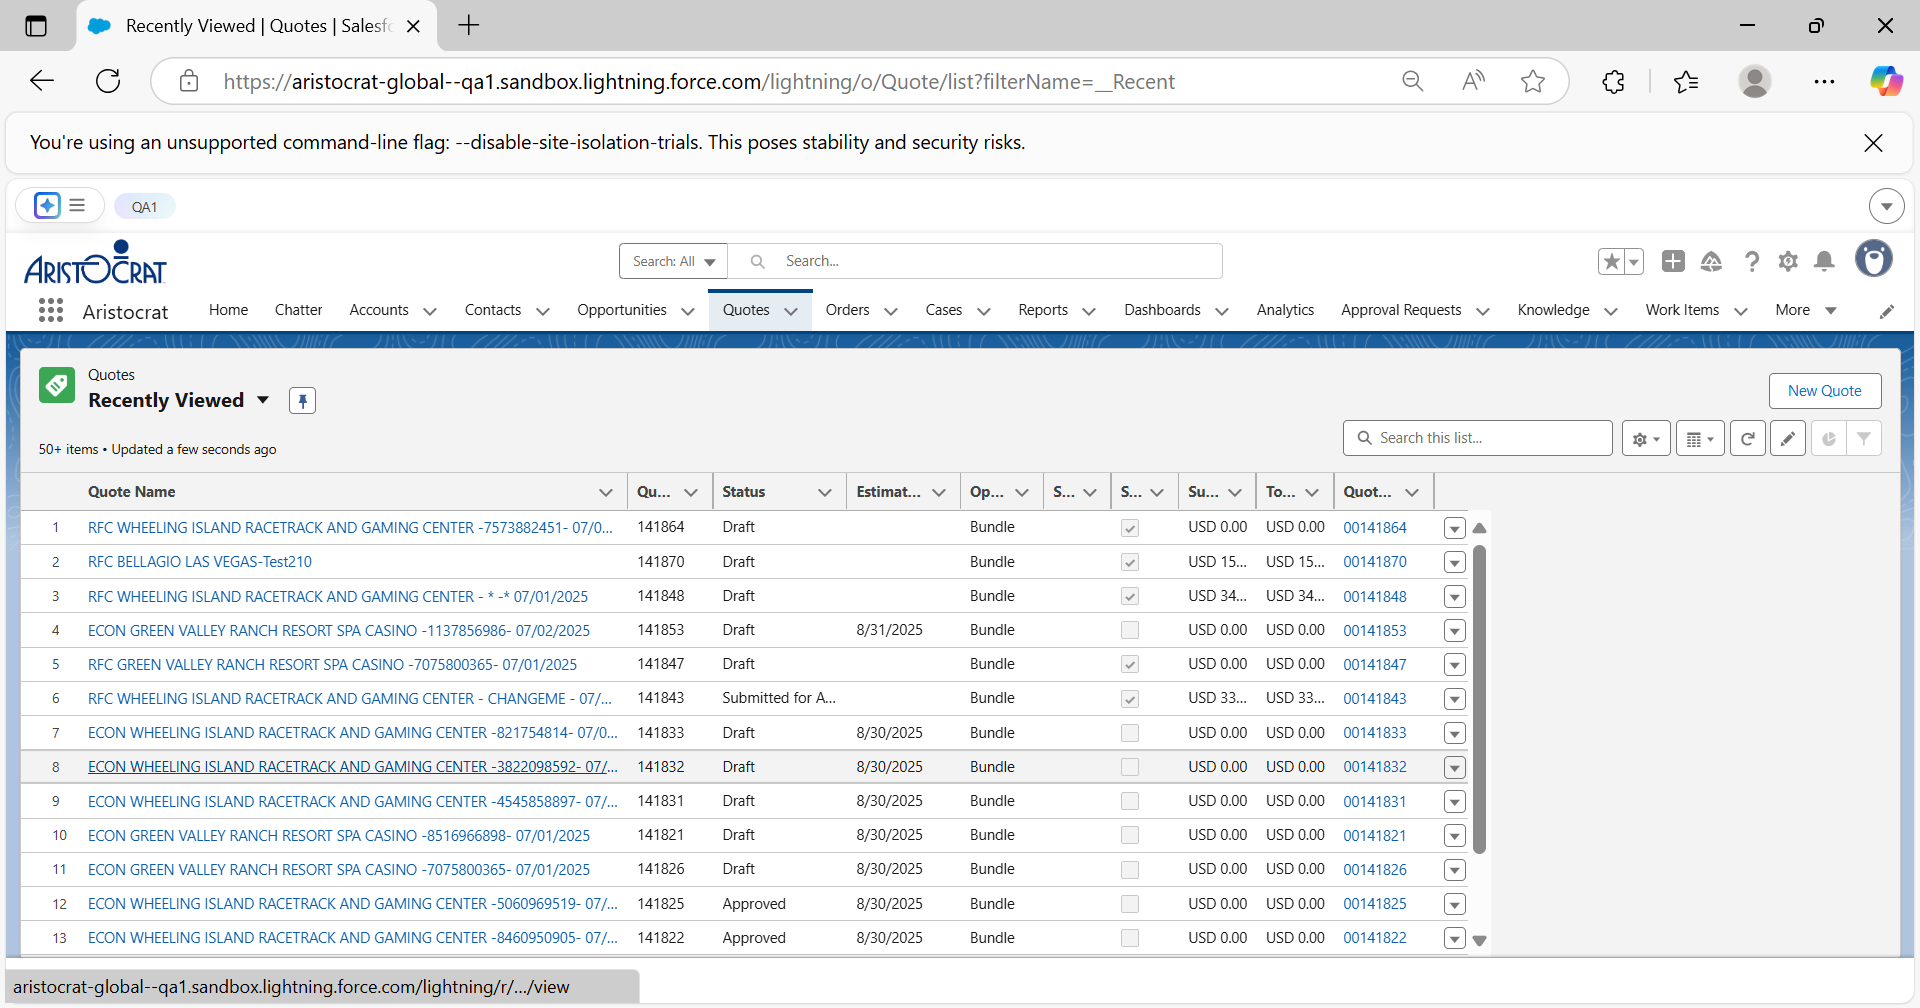 Recently Viewed | Quotes | Salesfo
https://aristocrat-global--qa1.sandbox.lightning.force.com/lightning/o/Quote/list?filterName=__Recent
You're using an unsupported command-line flag: --disable-site-isolation-trials. This poses stability and security risks.
QA1
ARISTOCRAT
Search: All
Search...
Aristocrat
Home Chatter Accounts Contacts Opportunities Quotes Orders Cases Reports Dashboards Analytics Approval Requests Knowledge Work Items More
Quotes
Recently Viewed
New Quote
50+ items • Updated a few seconds ago
Search this list...
Quote Name Qu... Status Estimat... Op... S... S... Su... To... Quot...
1 RFC WHEELING ISLAND RACETRACK AND GAMING CENTER -7573882451- 07/0... 141864 Draft Bundle USD 0.00 USD 0.00 00141864
2 RFC BELLAGIO LAS VEGAS-Test210 141870 Draft Bundle USD 15... USD 15... 00141870
3 RFC WHEELING ISLAND RACETRACK AND GAMING CENTER - * -* 07/01/2025 141848 Draft Bundle USD 34... USD 34... 00141848
4 ECON GREEN VALLEY RANCH RESORT SPA CASINO -1137856986- 07/02/2025 141853 Draft 8/31/2025 Bundle USD 0.00 USD 0.00 00141853
5 RFC GREEN VALLEY RANCH RESORT SPA CASINO -7075800365- 07/01/2025 141847 Draft Bundle USD 0.00 USD 0.00 00141847
6 RFC WHEELING ISLAND RACETRACK AND GAMING CENTER - CHANGEME - 07/... 141843 Submitted for A... Bundle USD 33... USD 33... 00141843
7 ECON WHEELING ISLAND RACETRACK AND GAMING CENTER -821754814- 07/0... 141833 Draft 8/30/2025 Bundle USD 0.00 USD 0.00 00141833
8 ECON WHEELING ISLAND RACETRACK AND GAMING CENTER -3822098592- 07/... 141832 Draft 8/30/2025 Bundle USD 0.00 USD 0.00 00141832
9 ECON WHEELING ISLAND RACETRACK AND GAMING CENTER -4545858897- 07/... 141831 Draft 8/30/2025 Bundle USD 0.00 USD 0.00 00141831
10 ECON GREEN VALLEY RANCH RESORT SPA CASINO -8516966898- 07/01/2025 141821 Draft 8/30/2025 Bundle USD 0.00 USD 0.00 00141821
11 ECON GREEN VALLEY RANCH RESORT SPA CASINO -7075800365- 07/01/2025 141826 Draft 8/30/2025 Bundle USD 0.00 USD 0.00 00141826
12 ECON WHEELING ISLAND RACETRACK AND GAMING CENTER -5060969519- 07/... 141825 Approved 8/30/2025 Bundle USD 0.00 USD 0.00 00141825
13 ECON WHEELING ISLAND RACETRACK AND GAMING CENTER -8460950905- 07/... 141822 Approved 8/30/2025 Bundle USD 0.00 USD 0.00 00141822
aristocrat-global--qa1.sandbox.lightning.force.com/lightning/r/.../view